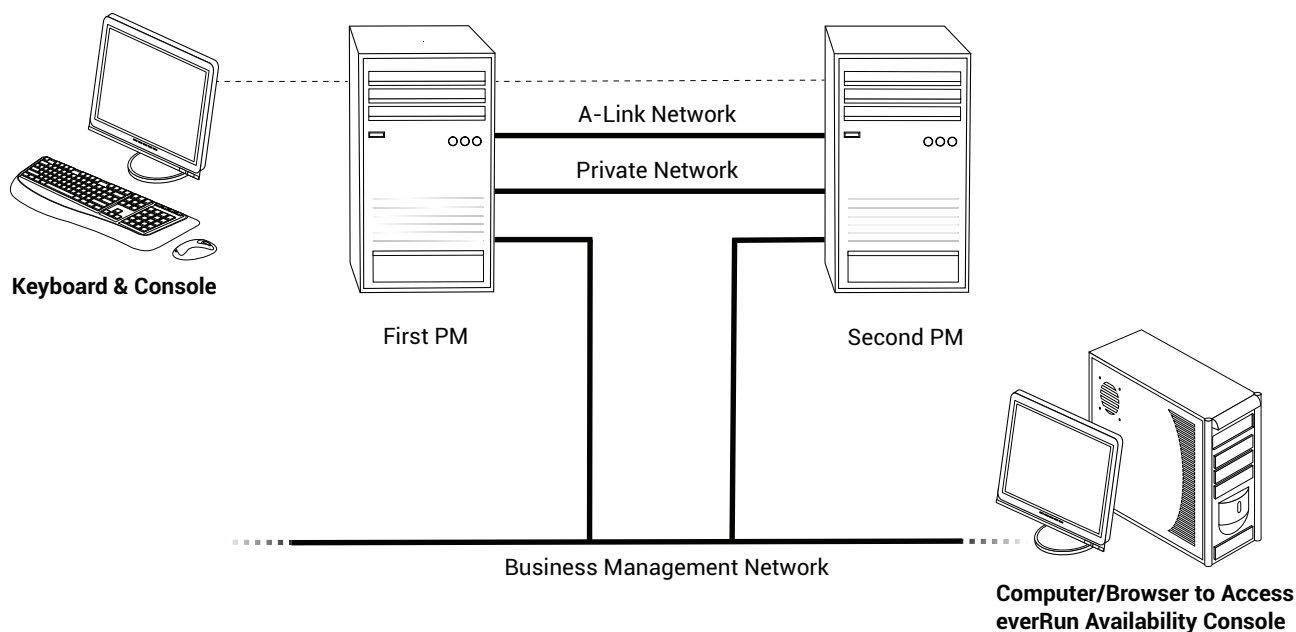 A-Link Network
Private Network
Keyboard & Console
First PM
Second PM
Business Management Network
Computer/Browser to Access
everRun Availability Console